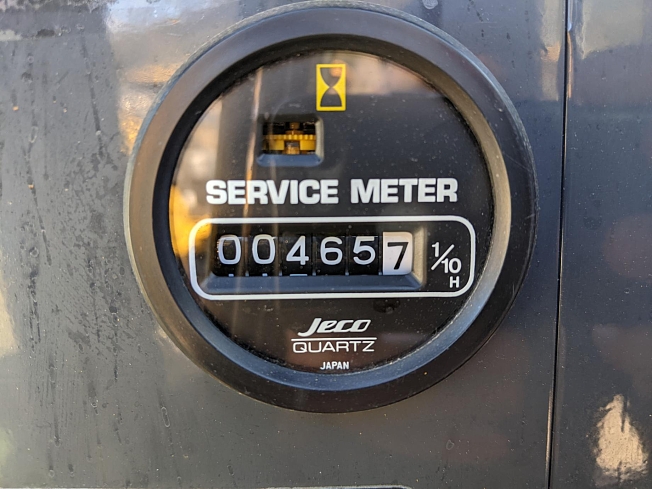 SERVICE METER
004657 1/10 H
Jeco
QUARTZ
JAPAN